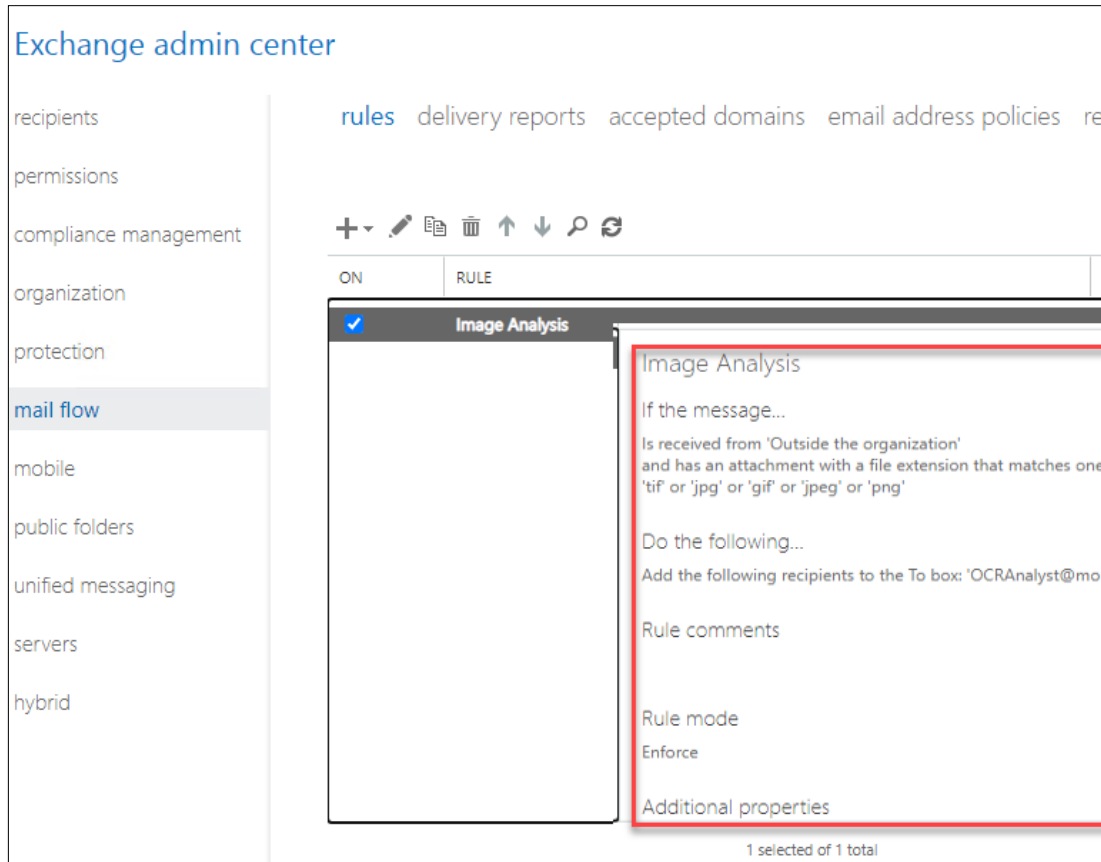 Exchange admin center
recipients
permissions
compliance management
organization
protection
mail flow
mobile
public folders
unified messaging
servers
hybrid
rules delivery reports accepted domains email address policies re
ON RULE
Image Analysis
Image Analysis
If the message...
Is received from 'Outside the organization'
and has an attachment with a file extension that matches one
'tif' or 'jpg' or 'gif' or 'jpeg' or 'png'
Do the following...
Add the following recipients to the To box: 'OCRAnalyst@mo
Rule comments
Rule mode
Enforce
Additional properties
1 selected of 1 total